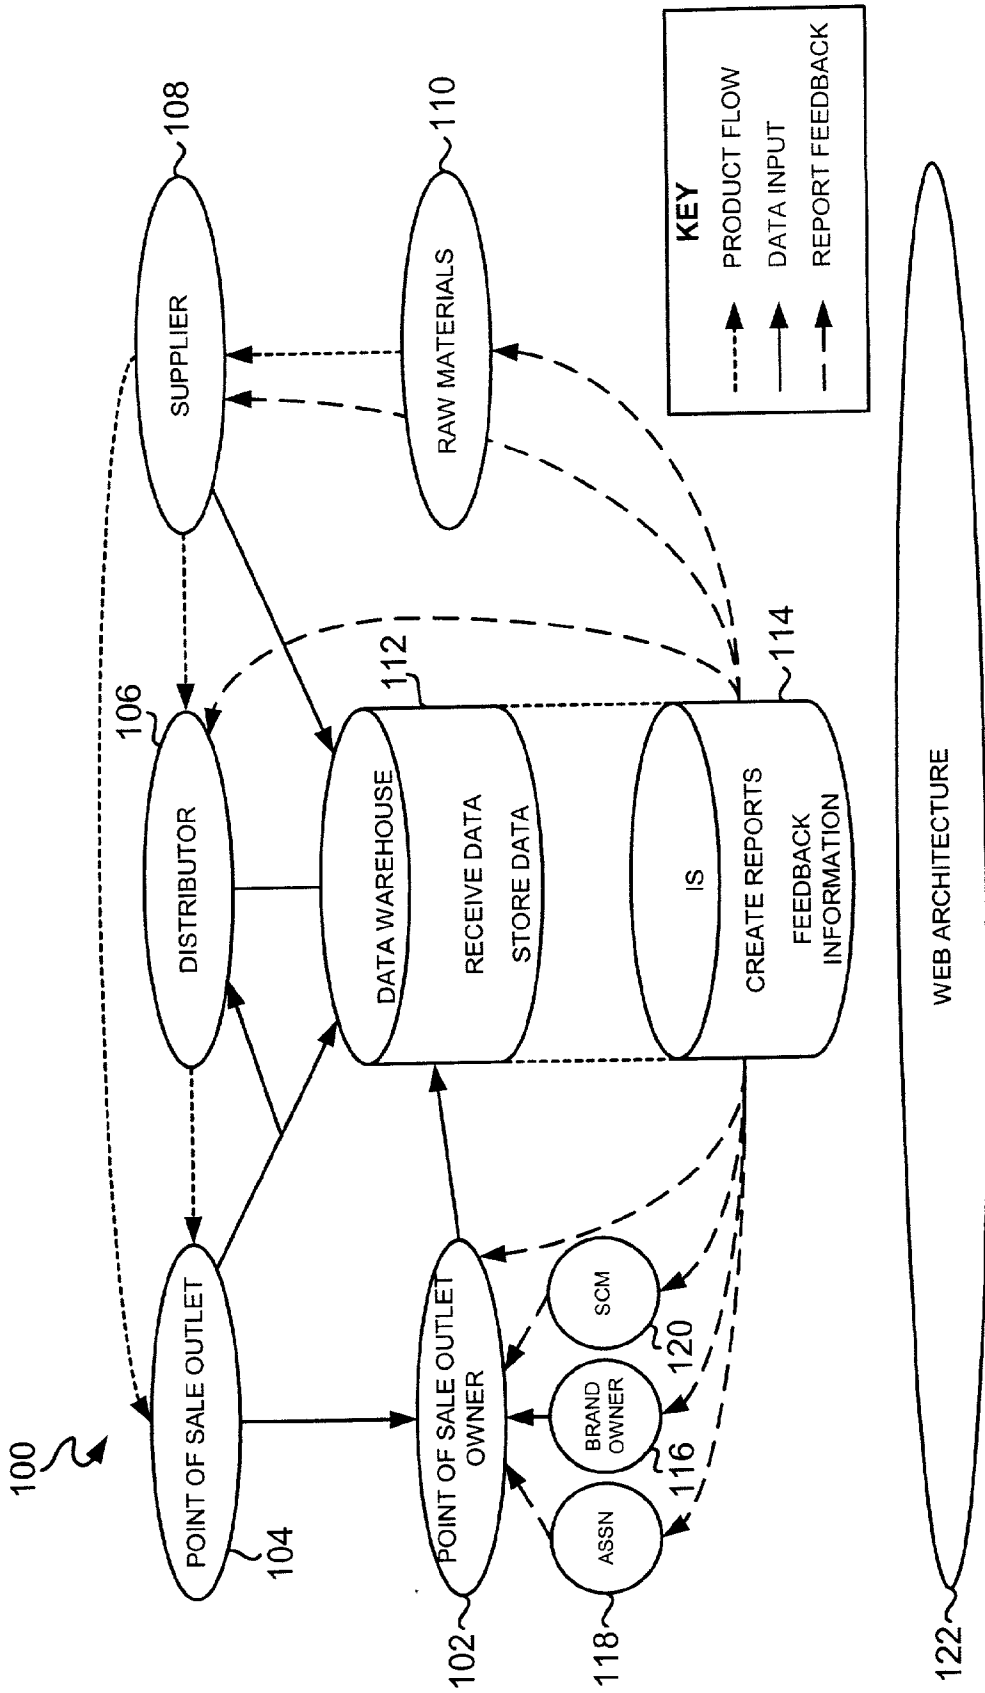 100
POINT OF SALE OUTLET
104
DISTRIBUTOR
106
SUPPLIER
108
POINT OF SALE OUTLET
OWNER
102
DATA WAREHOUSE
RECEIVE DATA
STORE DATA
112
RAW MATERIALS
110
ASSN
118
BRAND
OWNER
116
SCM
120
IS
CREATE REPORTS
FEEDBACK
INFORMATION
114
KEY
PRODUCT FLOW
DATA INPUT
REPORT FEEDBACK
WEB ARCHITECTURE
122